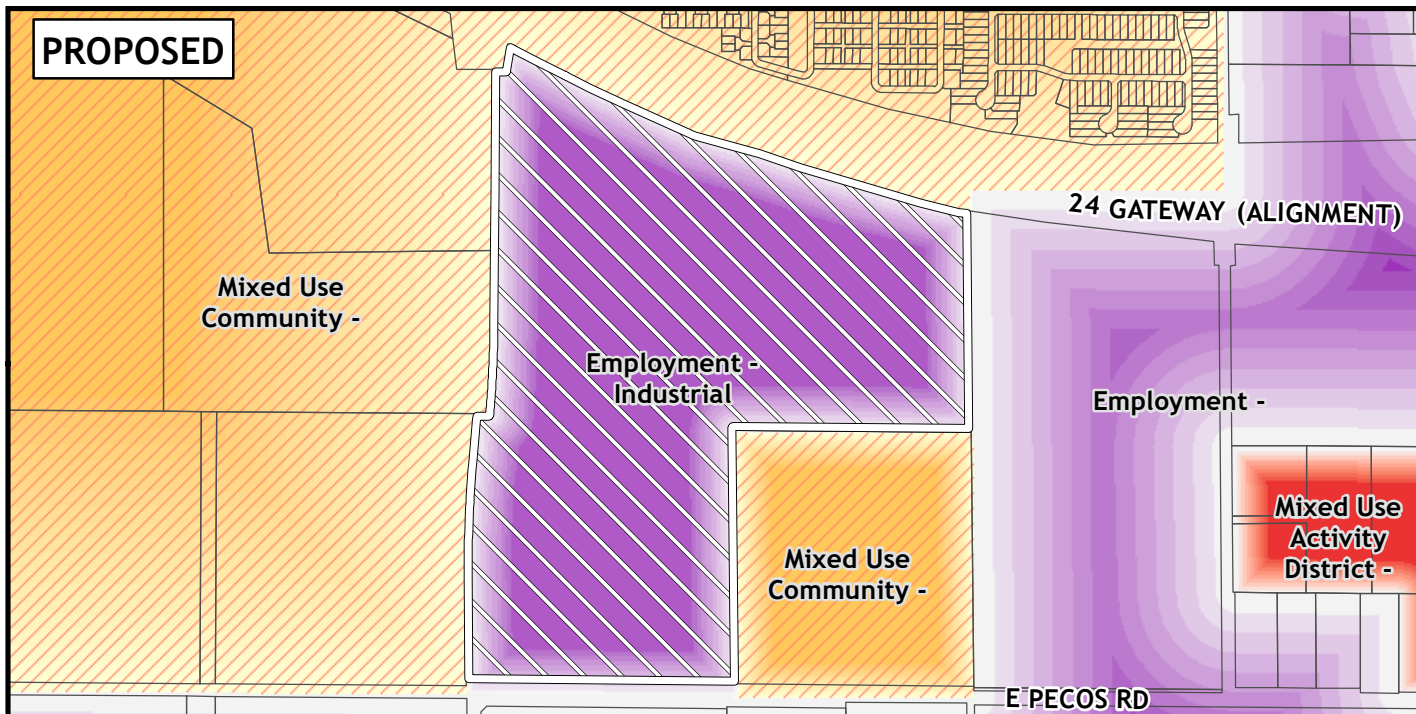 PROPOSED
24 GATEWAY (ALIGNMENT)
Mixed Use
Community -
Employment -
Industrial
Employment -
Mixed Use
Activity
District -
Mixed Use
Community -
E PECOS RD